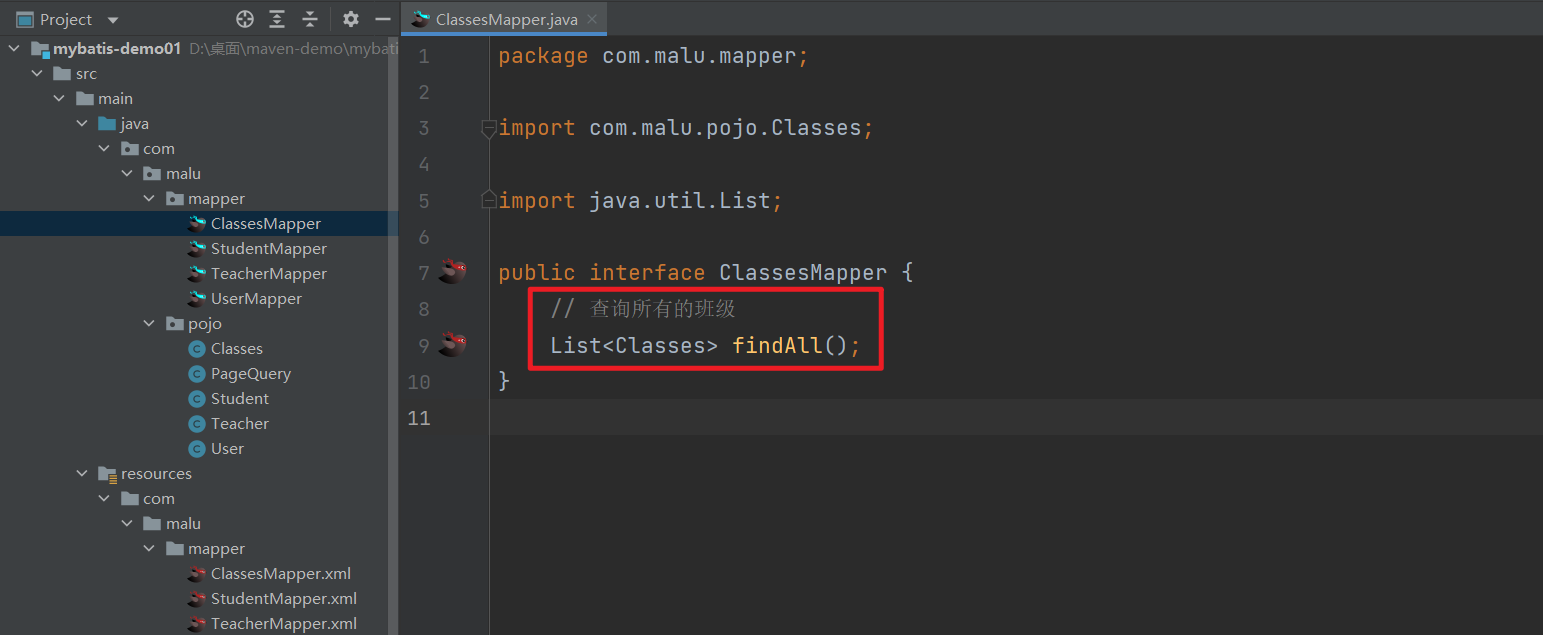 Project
mybatis-demo01 D:\桌面\maven-demo\mybati
src
main
java
com
malu
mapper
ClassesMapper
StudentMapper
TeacherMapper
UserMapper
pojo
Classes
PageQuery
Student
Teacher
User
resources
com
malu
mapper
ClassesMapper.xml
StudentMapper.xml
TeacherMapper.xml
ClassesMapper.java
1 package com.malu.mapper;
2
3 import com.malu.pojo.Classes;
4
5 import java.util.List;
6
7 public interface ClassesMapper {
8 // 查询所有的班级
9 List<Classes> findAll();
10 }
11